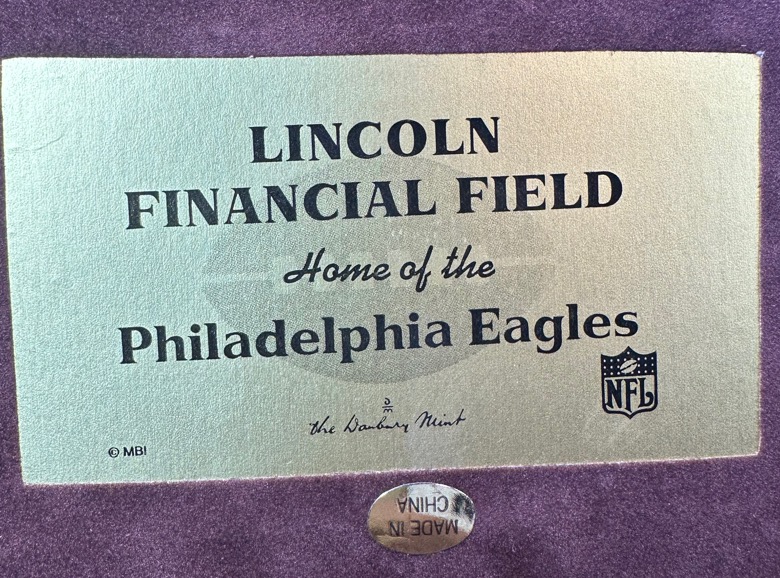 LINCOLN
FINANCIAL FIELD
Home of the
Philadelphia Eagles
NFL
D
M
the Danbury Mint
© MBI
MADE IN
CHINA